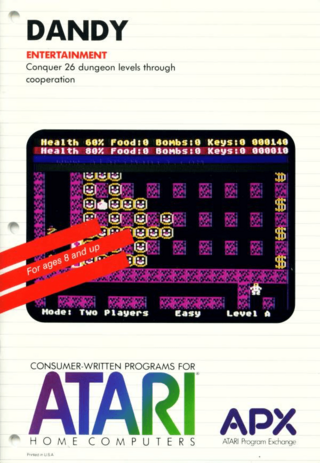 DANDY
ENTERTAINMENT
Conquer 26 dungeon levels through
cooperation
Health 60% Food:0 Bombs:0 Keys:0 00140
Health 80% Food:0 Bombs:0 Keys:0 00010
For ages 8 and up
Mode: Two Players Easy Level A
CONSUMER-WRITTEN PROGRAMS FOR
ATARI®
HOME COMPUTERS
APX
ATARI Program Exchange
Printed in U.S.A.